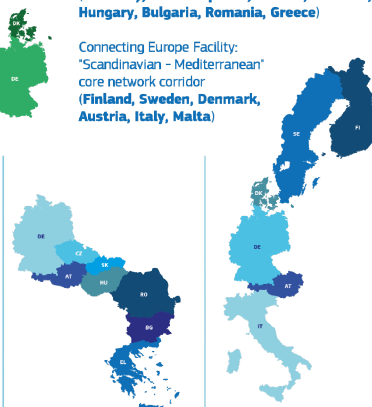 Hungary, Bulgaria, Romania, Greece)
Connecting Europe Facility:
"Scandinavian – Mediterranean"
core network corridor
(Finland, Sweden, Denmark,
Austria, Italy, Malta)
DK
DE
SE
FI
DK
DE
AT
IT
DE
CZ
SK
AT
HU
RO
BG
EL